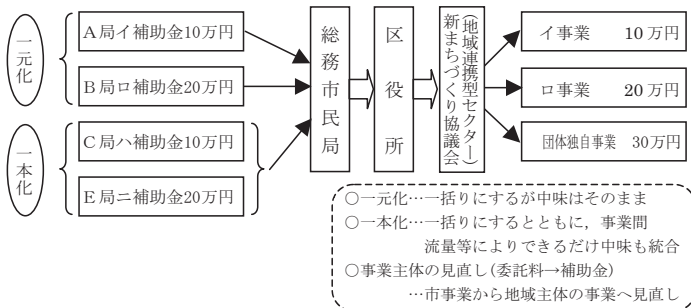 一元化
A局イ補助金10万円
B局ロ補助金20万円
一本化
C局ハ補助金10万円
E局ニ補助金20万円
総務市民局
区役所
新まちづくり協議会
(地域連携型セクター)
イ事業 10万円
ロ事業 20万円
団体独自事業 30万円
○一元化…一括りにするが中味はそのまま
○一本化…一括りにするとともに，事業間
流量等によりできるだけ中味も統合
○事業主体の見直し(委託料→補助金)
…市事業から地域主体の事業へ見直し